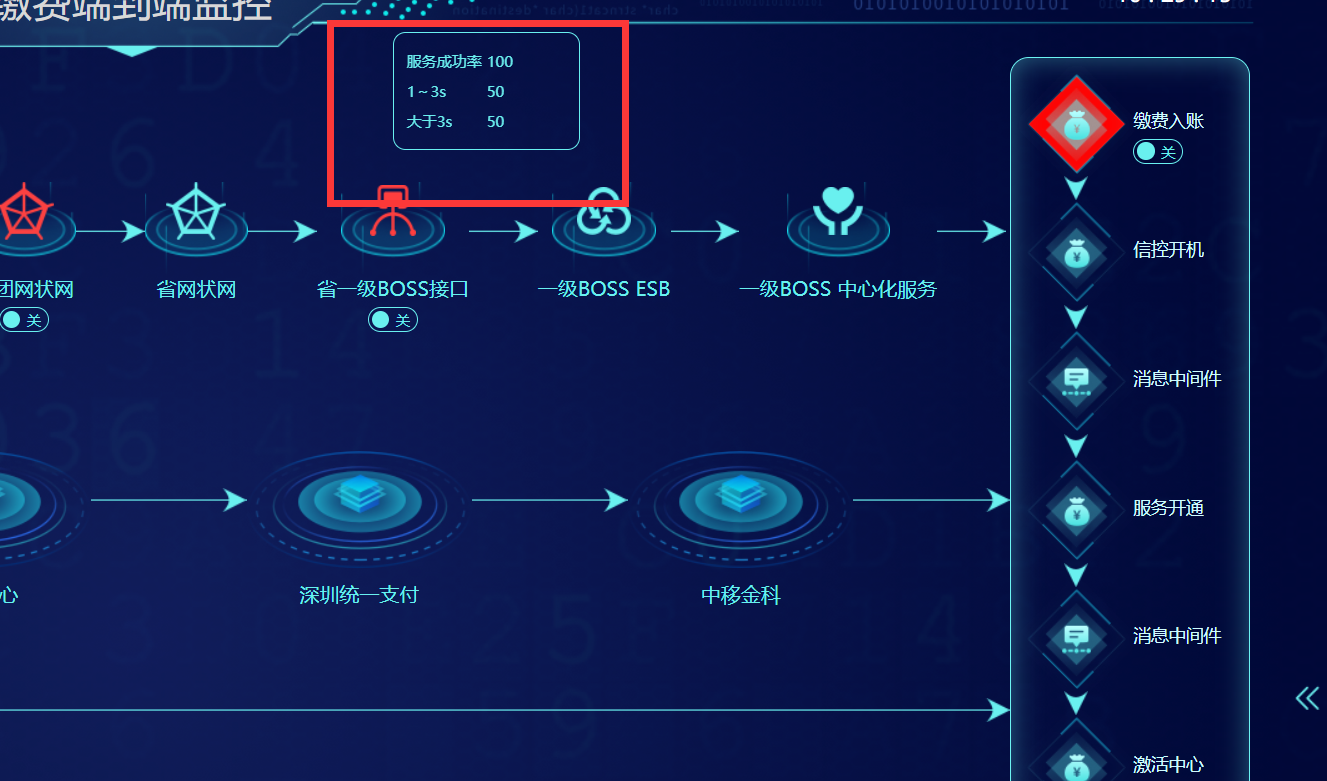 缴费端到端监控
服务成功率 100
1~3s 50
大于3s 50
团网状网
关
省网状网
省一级BOSS接口
关
一级BOSS ESB
一级BOSS 中心化服务
心
深圳统一支付
中移金科
缴费入账
关
信控开机
消息中间件
服务开通
消息中间件
激活中心